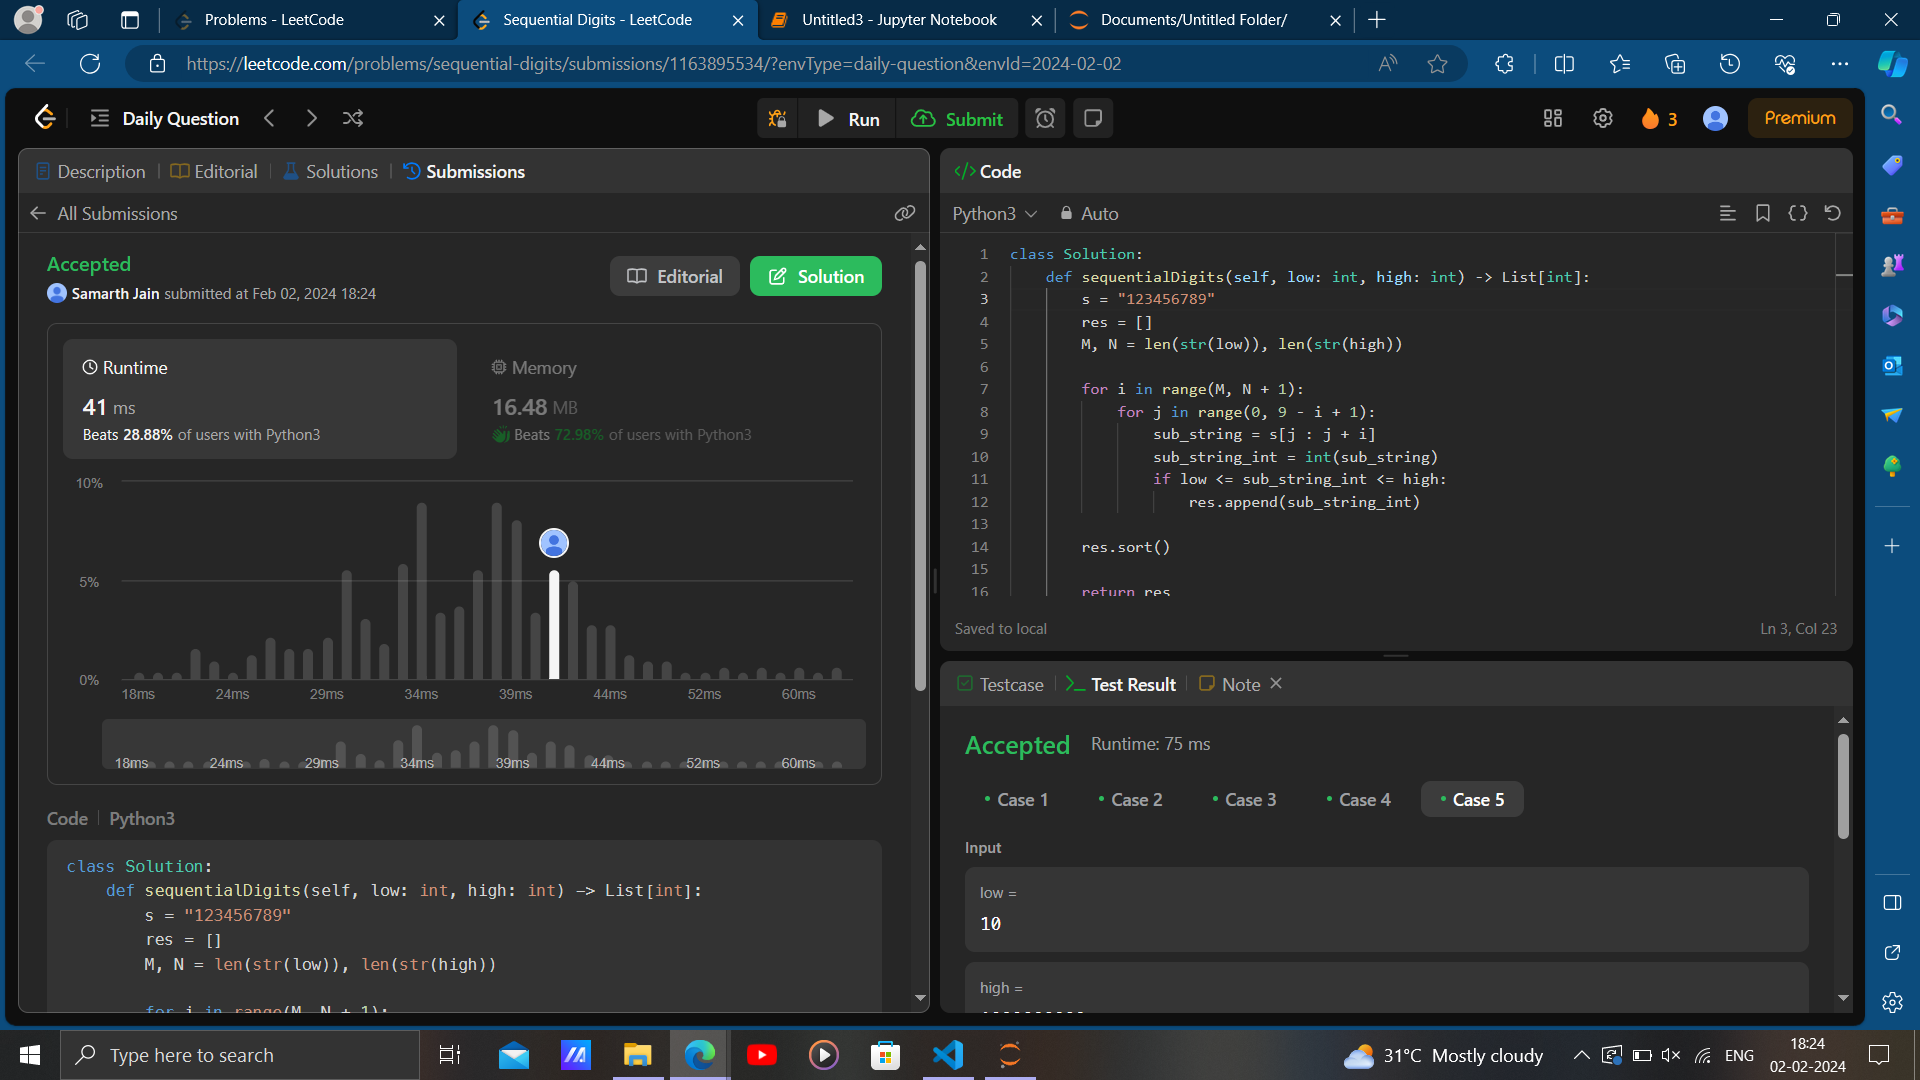 Problems - LeetCode
Sequential Digits - LeetCode
Untitled3 - Jupyter Notebook
Documents/Untitled Folder/
https://leetcode.com/problems/sequential-digits/submissions/1163895534/?envType=daily-question&envId=2024-02-02
Daily Question
Run
Submit
3
Premium
Description
Editorial
Solutions
Submissions
All Submissions
Accepted
Samarth Jain submitted at Feb 02, 2024 18:24
Editorial
Solution
Runtime
41 ms
Beats 28.88% of users with Python3
Memory
16.48 MB
Beats 72.98% of users with Python3
10%
5%
0%
18ms 24ms 29ms 34ms 39ms 44ms 52ms 60ms
18ms 24ms 29ms 34ms 39ms 44ms 52ms 60ms
Code
Python3
class Solution:
def sequentialDigits(self, low: int, high: int) -> List[int]:
s = "123456789"
res = []
M, N = len(str(low)), len(str(high))
for i in range(M, N + 1):
Code
Python3
Auto
1 class Solution:
2 def sequentialDigits(self, low: int, high: int) -> List[int]:
3 s = "123456789"
4 res = []
5 M, N = len(str(low)), len(str(high))
6
7 for i in range(M, N + 1):
8 for j in range(0, 9 - i + 1):
9 sub_string = s[j : j + i]
10 sub_string_int = int(sub_string)
11 if low <= sub_string_int <= high:
12 res.append(sub_string_int)
13
14 res.sort()
15
16 return res
Saved to local
Ln 3, Col 23
Testcase
Test Result
Note
Accepted
Runtime: 75 ms
Case 1
Case 2
Case 3
Case 4
Case 5
Input
low =
10
high =
Type here to search
31°C Mostly cloudy
ENG
18:24
02-02-2024